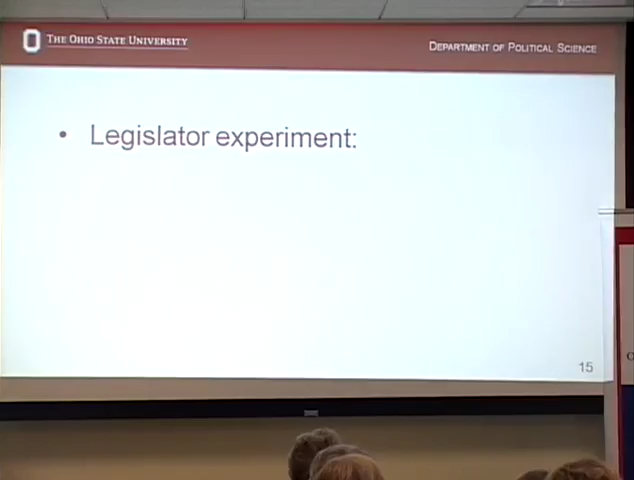 THE OHIO STATE UNIVERSITY
DEPARTMENT OF POLITICAL SCIENCE
• Legislator experiment:
15